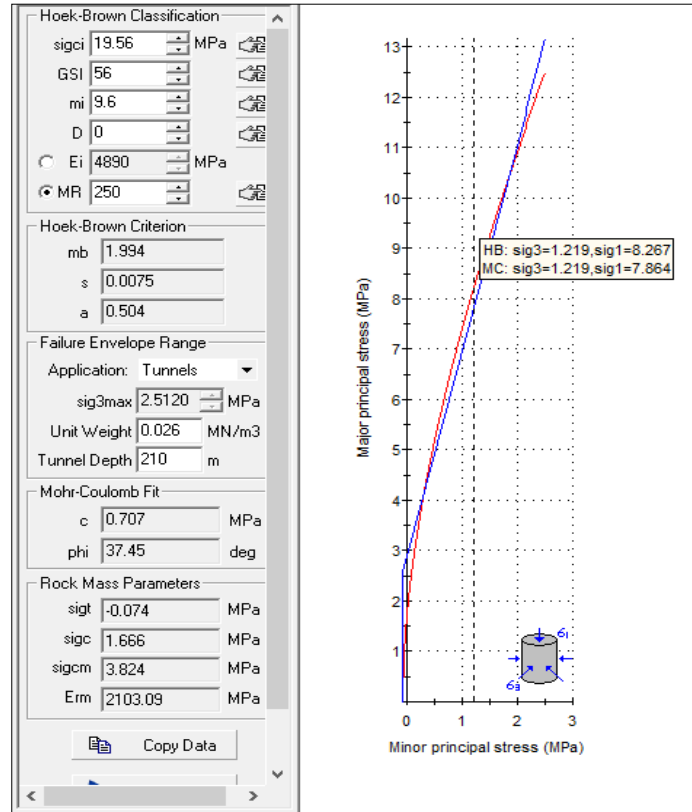 Hoek-Brown Classification
sigci 19.56 MPa
GSI 56
mi 9.6
D 0
Ei 4890 MPa
MR 250
Hoek-Brown Criterion
mb 1.994
s 0.0075
a 0.504
Failure Envelope Range
Application: Tunnels
sig3max 2.5120 MPa
Unit Weight 0.026 MN/m3
Tunnel Depth 210 m
Mohr-Coulomb Fit
c 0.707 MPa
phi 37.45 deg
Rock Mass Parameters
sigt -0.074 MPa
sigc 1.666 MPa
sigcm 3.824 MPa
Erm 2103.09 MPa
Copy Data
Major principal stress (MPa)
13
12
11
10
9
8
7
6
5
4
3
2
1
HB: sig3=1.219,sig1=8.267
MC: sig3=1.219,sig1=7.864
σ1
σ3
0 1 2 3
Minor principal stress (MPa)